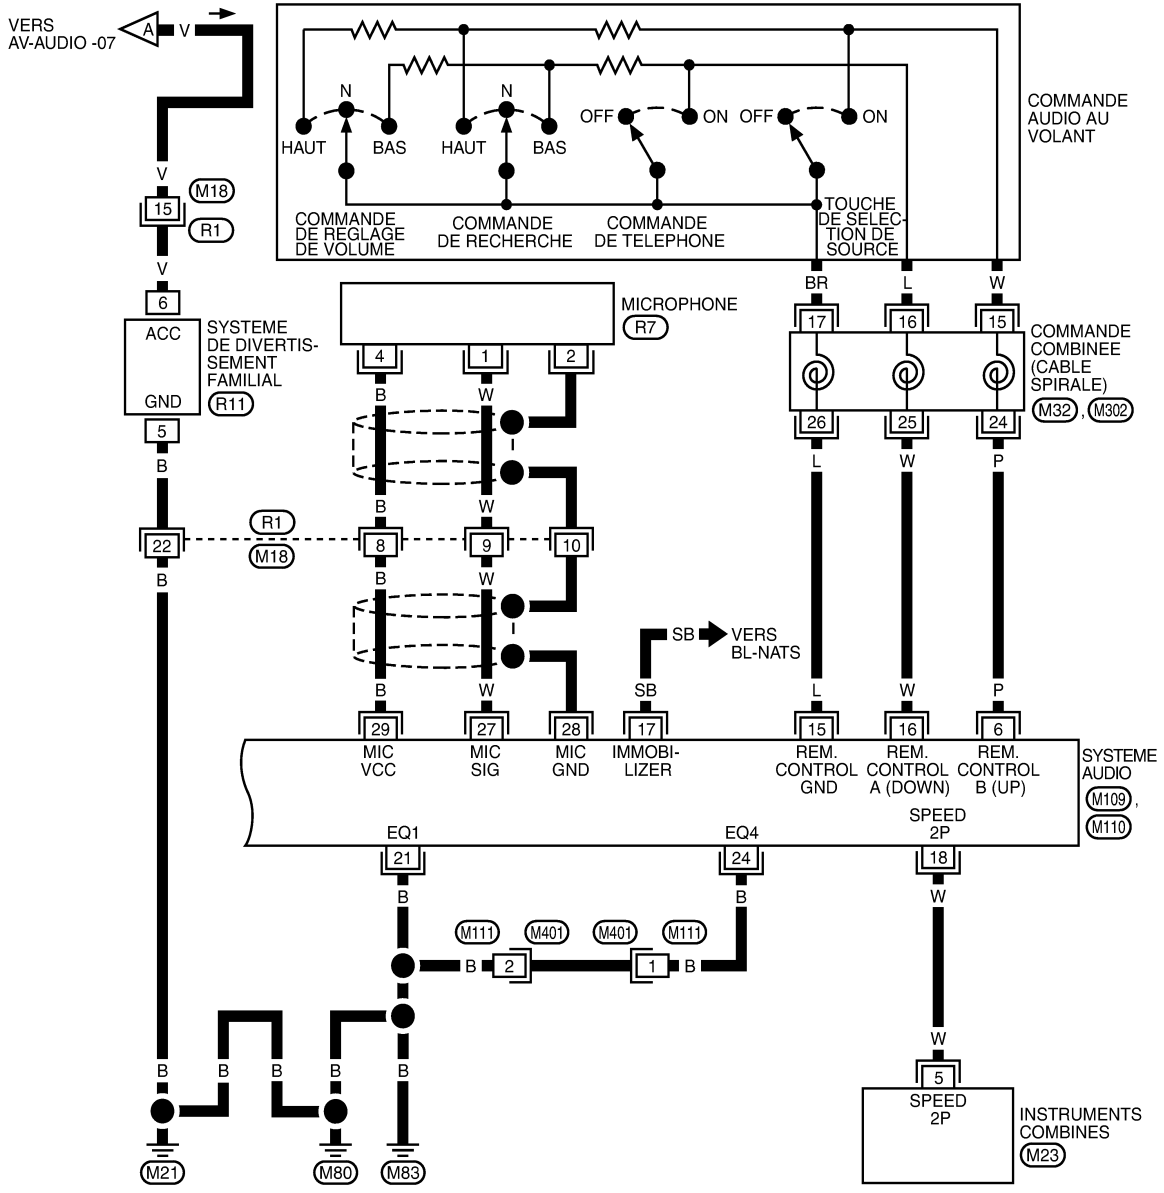 VERS
AV-AUDIO -07
A
V
V
15
M18
R1
V
6
ACC
GND
SYSTEME
DE DIVERTIS-
SEMENT
FAMILIAL
R11
5
B
22
B
R1
M18
N
HAUT
BAS
N
HAUT
BAS
OFF
ON
OFF
ON
COMMANDE
DE REGLAGE
DE VOLUME
COMMANDE
DE RECHERCHE
COMMANDE
DE TELEPHONE
TOUCHE
DE SELEC-
TION DE
SOURCE
COMMANDE
AUDIO AU
VOLANT
BR
L
W
17
16
15
COMMANDE
COMBINEE
(CABLE
SPIRALE)
M32 , M302
26
25
24
L
W
P
MICROPHONE
R7
4
1
2
B
W
B
W
8
9
10
B
W
B
W
SB
VERS
BL-NATS
SB
L
W
P
29
27
28
17
15
16
6
MIC
VCC
MIC
SIG
MIC
GND
IMMOBI-
LIZER
REM.
CONTROL
GND
REM.
CONTROL
A (DOWN)
REM.
CONTROL
B (UP)
SYSTEME
AUDIO
M109 ,
M110
EQ1
EQ4
SPEED
2P
21
24
18
B
B
W
M111
M401
M401
M111
B
2
1
B
W
B
B
B
B
B
5
SPEED
2P
INSTRUMENTS
COMBINES
M23
M21
M80
M83